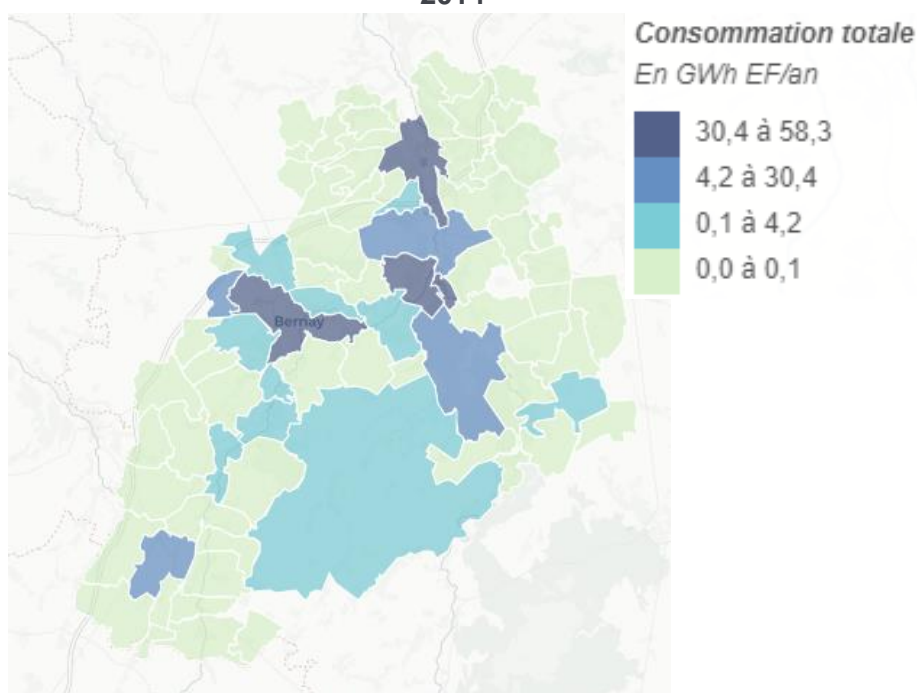 Consommation totale
En GWh EF/an
30,4 à 58,3
4,2 à 30,4
0,1 à 4,2
0,0 à 0,1
Bernay